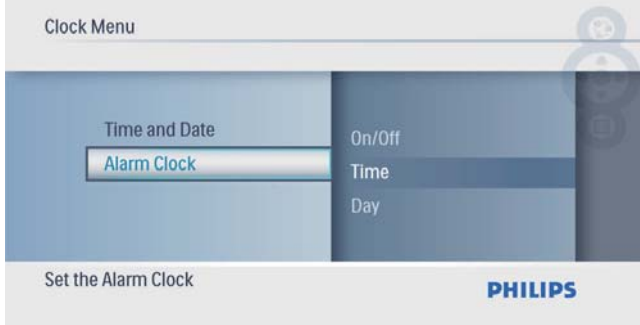 Clock Menu
Time and Date
Alarm Clock
On/Off
Time
Day
Set the Alarm Clock
PHILIPS